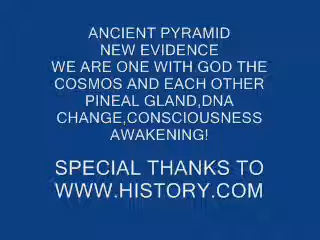 ANCIENT PYRAMID
NEW EVIDENCE
WE ARE ONE WITH GOD THE
COSMOS AND EACH OTHER
PINEAL GLAND,DNA
CHANGE,CONSCIOUSNESS
AWAKENING!
SPECIAL THANKS TO
WWW.HISTORY.COM